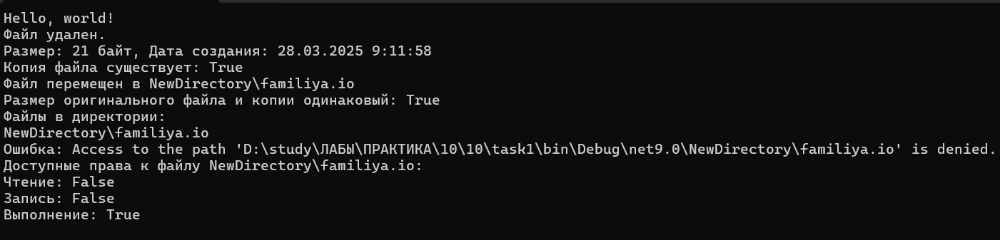 Hello, world!
Файл удален.
Размер: 21 байт, Дата создания: 28.03.2025 9:11:58
Копия файла существует: True
Файл перемещен в NewDirectory\familiya.io
Размер оригинального файла и копии одинаковый: True
Файлы в директории:
NewDirectory\familiya.io
Ошибка: Access to the path 'D:\study\ЛАБЫ\ПРАКТИКА\10\10\task1\bin\Debug\net9.0\NewDirectory\familiya.io' is denied.
Доступные права к файлу NewDirectory\familiya.io:
Чтение: False
Запись: False
Выполнение: True